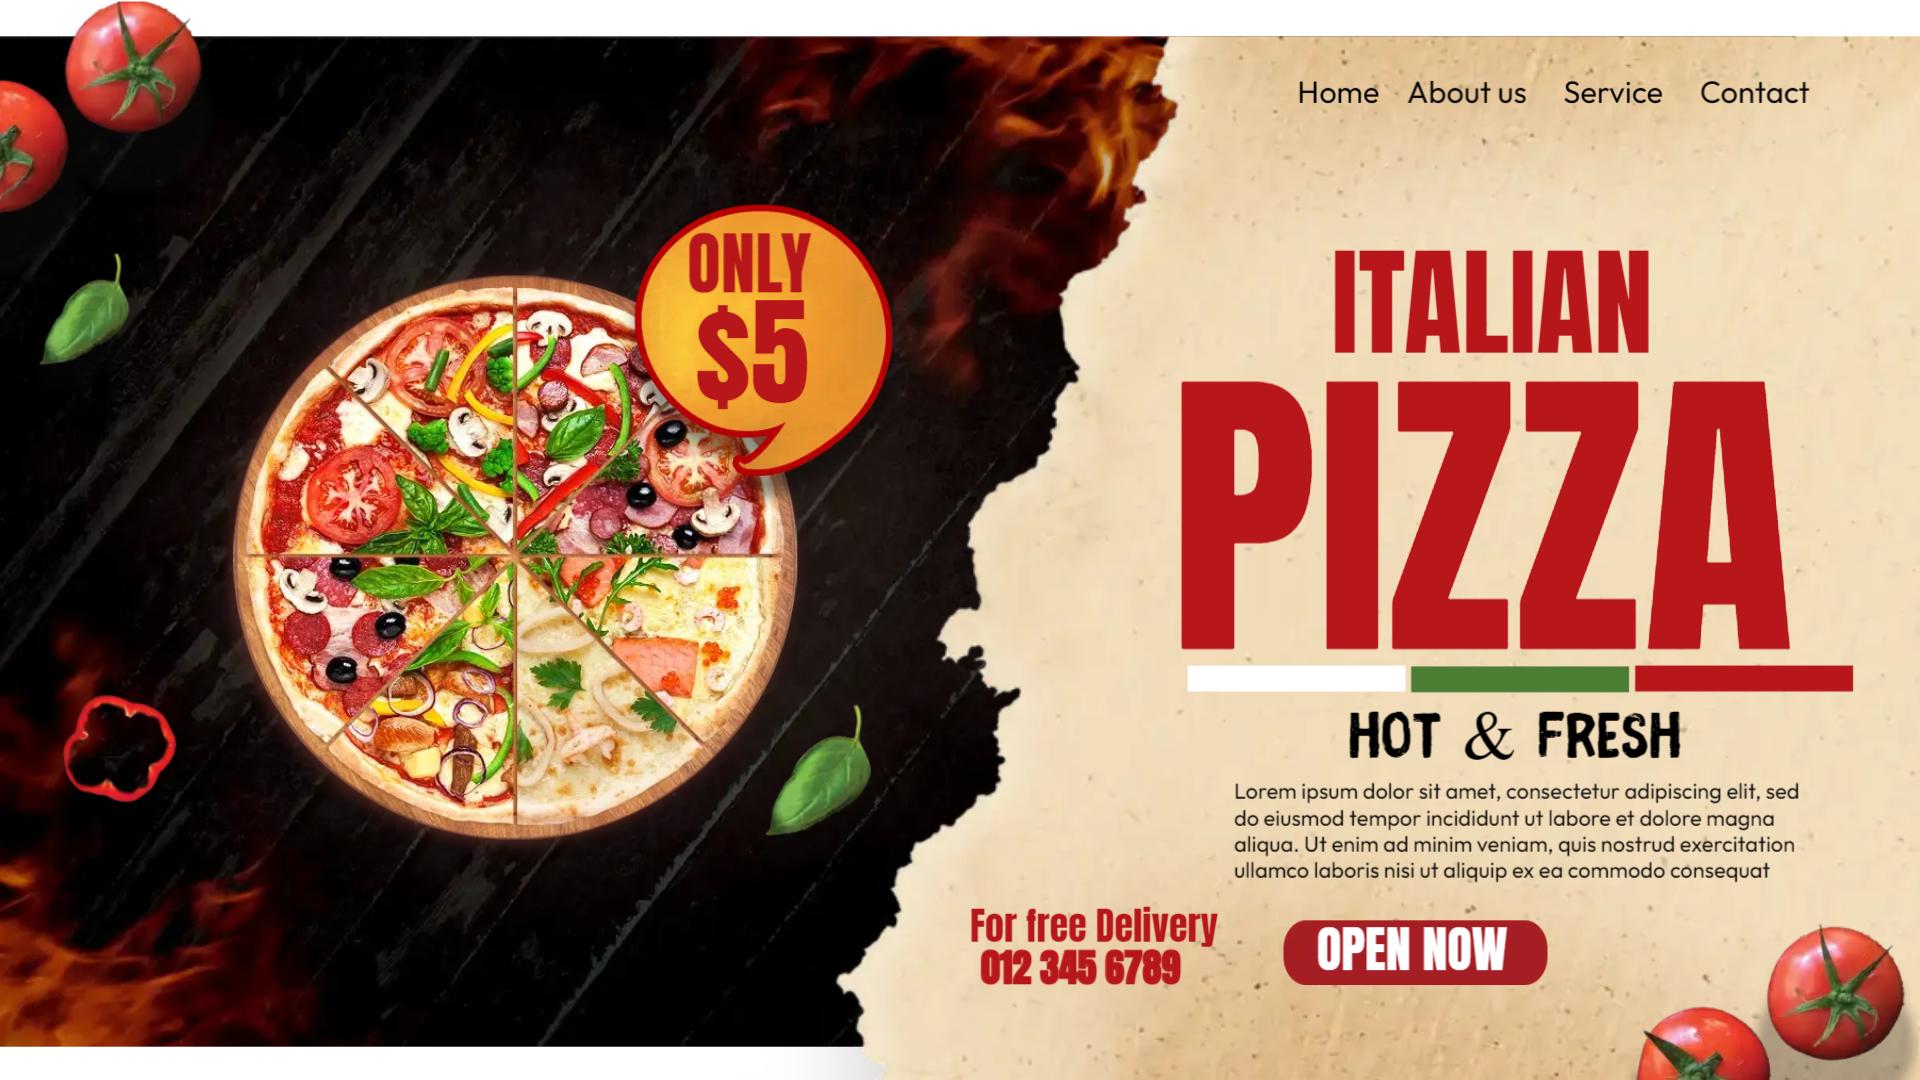 Home About us Service Contact
ONLY
$5
ITALIAN
PIZZA
HOT & FRESH
Lorem ipsum dolor sit amet, consectetur adipiscing elit, sed
do eiusmod tempor incididunt ut labore et dolore magna
aliqua. Ut enim ad minim veniam, quis nostrud exercitation
ullamco laboris nisi ut aliquip ex ea commodo consequat
For free Delivery
012 345 6789
OPEN NOW